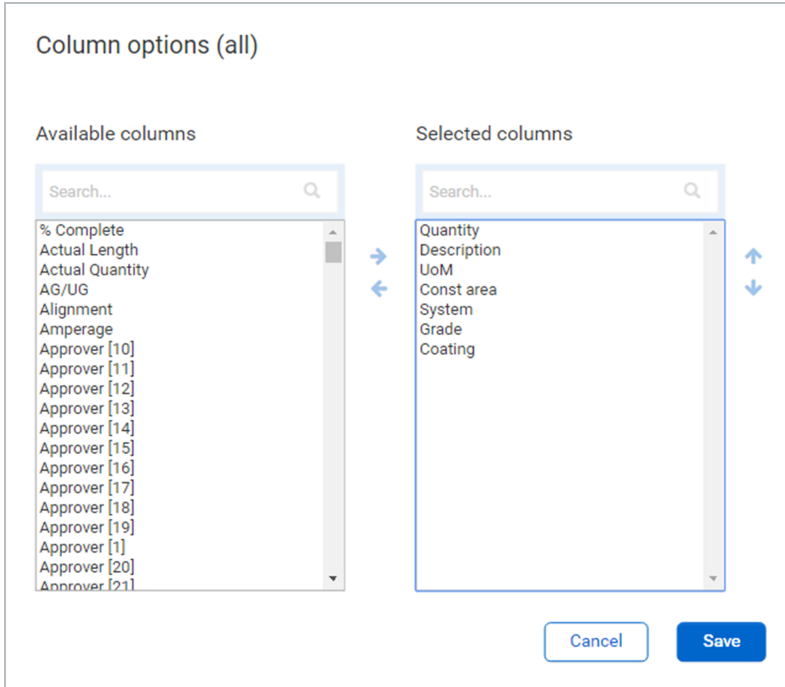 Column options (all)
Available columns
Search...
% Complete
Actual Length
Actual Quantity
AG/UG
Alignment
Amperage
Approver [10]
Approver [11]
Approver [12]
Approver [13]
Approver [14]
Approver [15]
Approver [16]
Approver [17]
Approver [18]
Approver [19]
Approver [1]
Approver [20]
Approver [21]
Selected columns
Search...
Quantity
Description
UoM
Const area
System
Grade
Coating
Cancel
Save